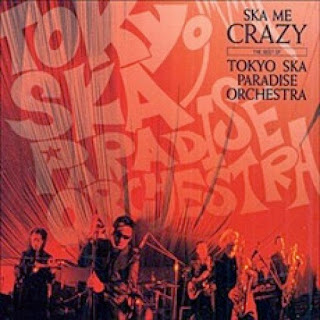 SKA ME
CRAZY
THE BEST OF
TOKYO SKA
PARADISE
ORCHESTRA
TOKYO
SKA
PARADISE
ORCHESTRA